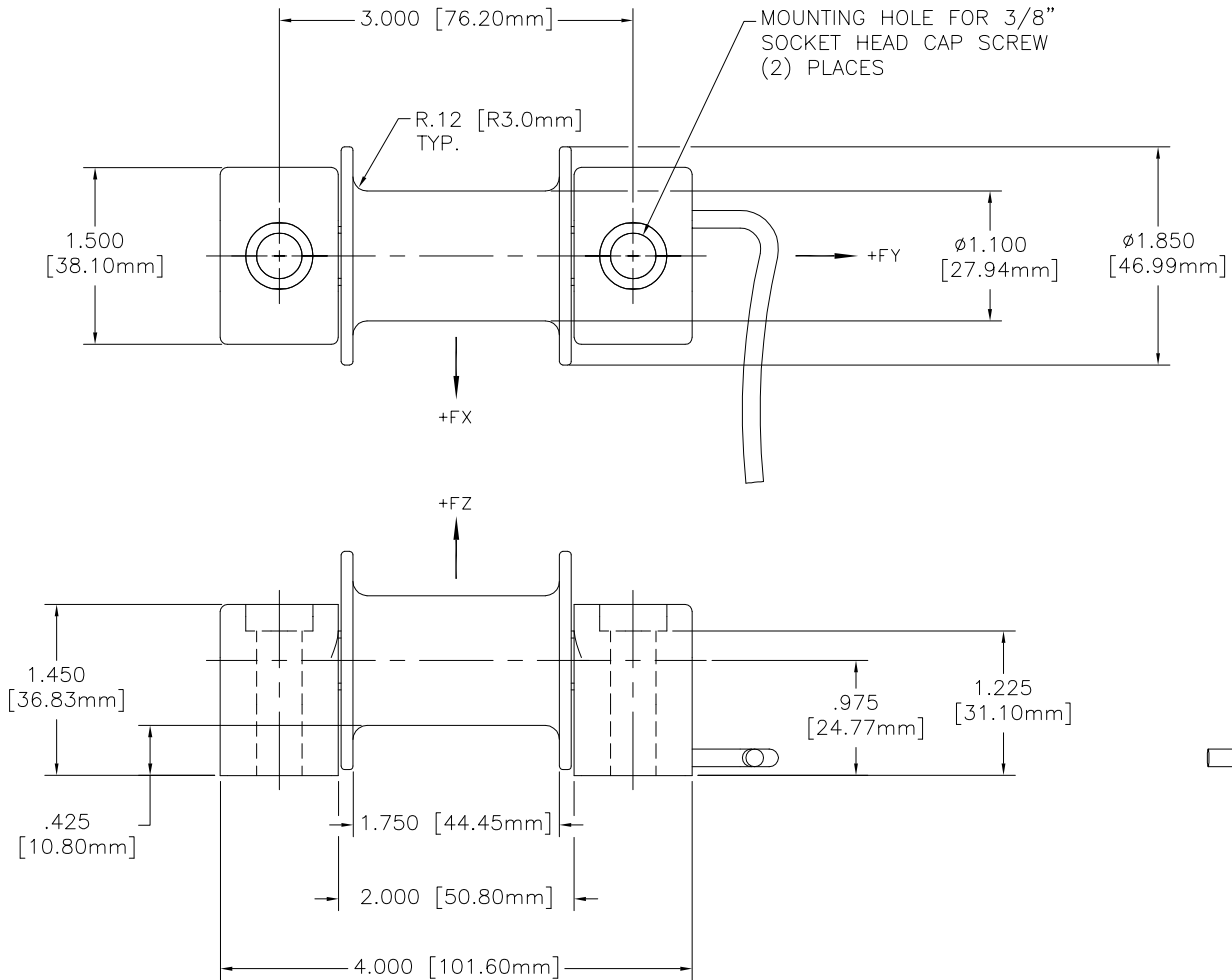 3.000 [76.20mm]
MOUNTING HOLE FOR 3/8”
SOCKET HEAD CAP SCREW
(2) PLACES
R.12 [R3.0mm]
TYP.
1.500
[38.10mm]
+FY
ø1.100
[27.94mm]
ø1.850
[46.99mm]
+FX
+FZ
1.450
[36.83mm]
.975
[24.77mm]
1.225
[31.10mm]
.425
[10.80mm]
1.750 [44.45mm]
2.000 [50.80mm]
4.000 [101.60mm]